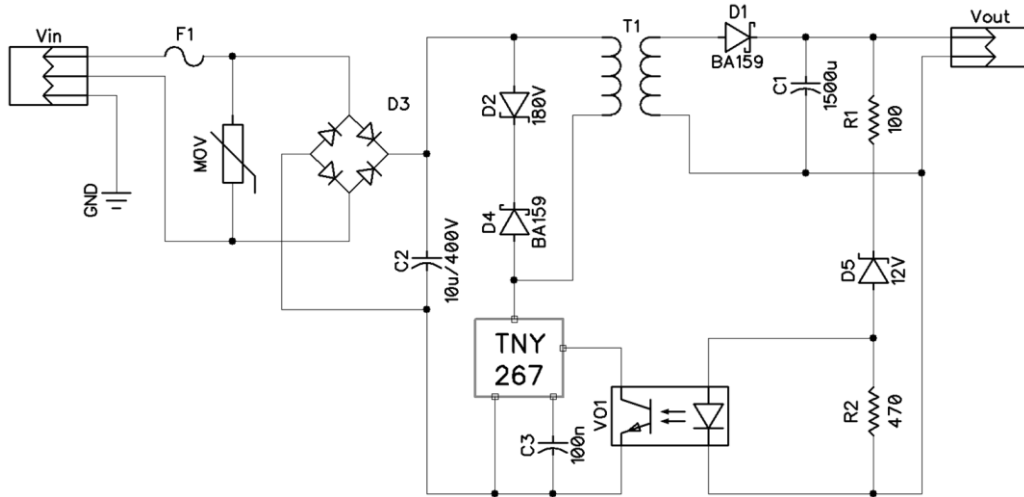 Vin
F1
T1
D1
BA159
Vout
D3
MOV
GND
D2
180V
C1
1500u
R1
100
D4
BA159
C2
10u/400V
D5
12V
TNY
267
VO1
C3
100n
R2
470